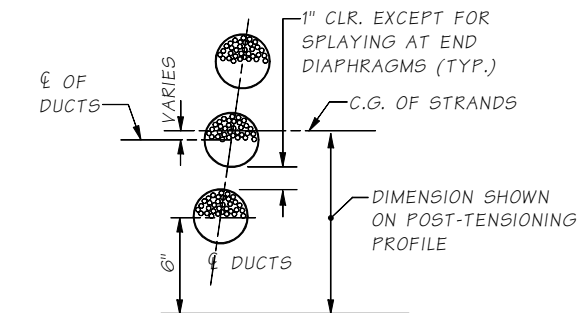 1" CLR. EXCEPT FOR
SPLAYING AT END
DIAPHRAGMS (TYP.)
℄ OF
DUCTS
VARIES
C.G. OF STRANDS
DIMENSION SHOWN
ON POST-TENSIONING
PROFILE
6"
℄ DUCTS